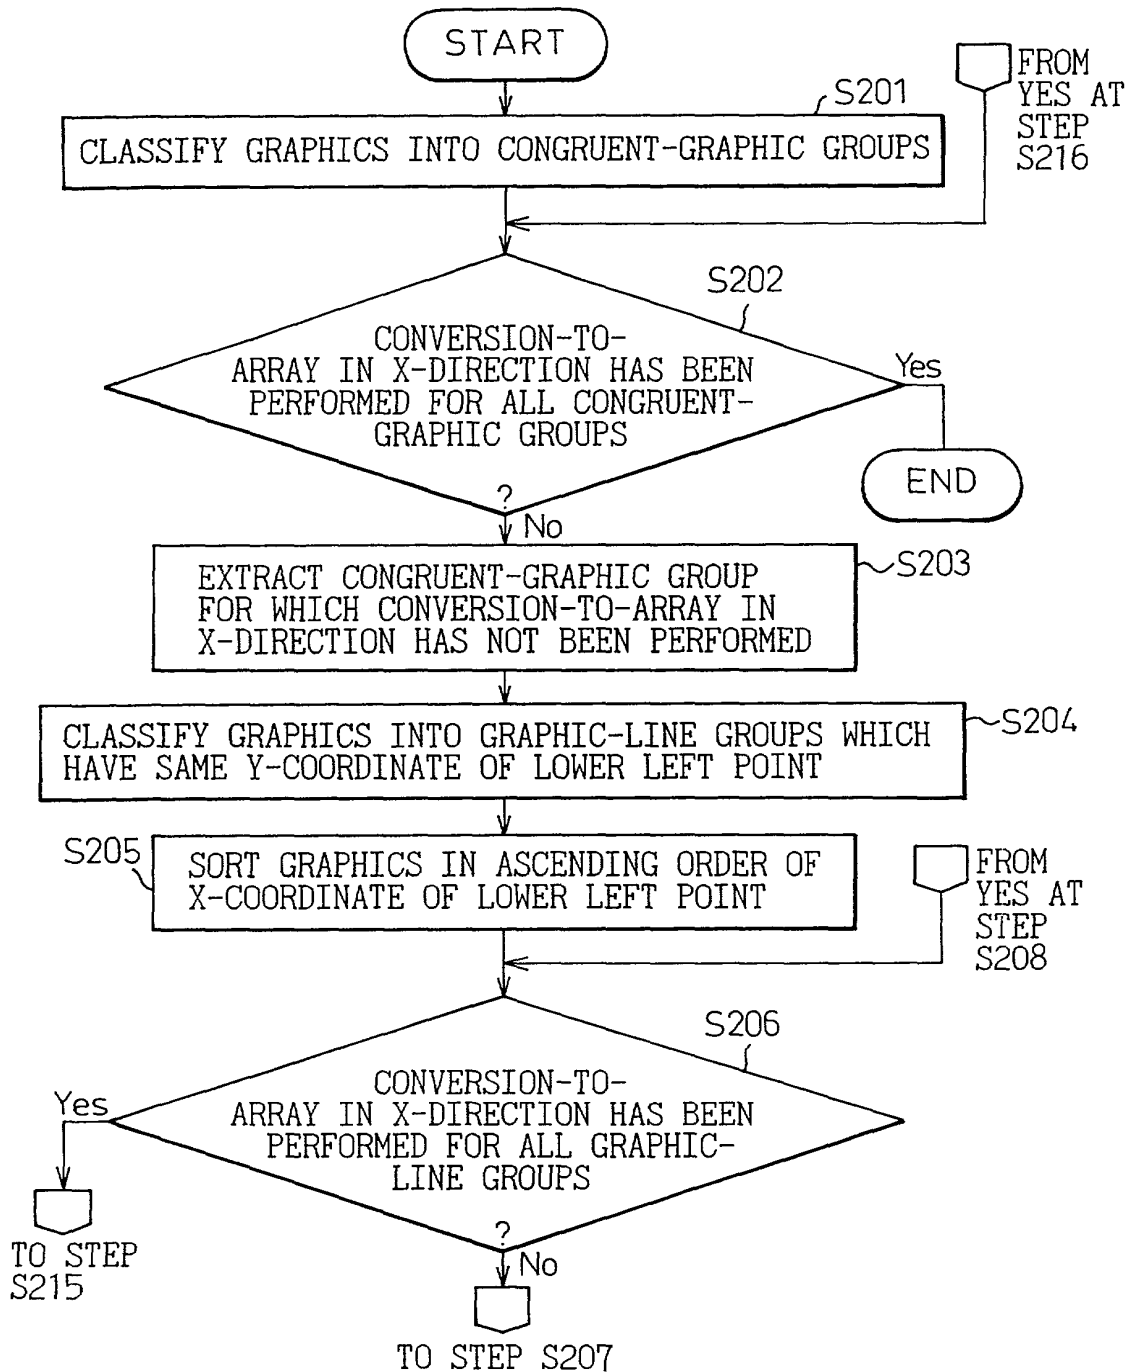 START
FROM
YES AT
STEP
S216
S201
CLASSIFY GRAPHICS INTO CONGRUENT-GRAPHIC GROUPS
S202
CONVERSION-TO-
ARRAY IN X-DIRECTION HAS BEEN
PERFORMED FOR ALL CONGRUENT-
GRAPHIC GROUPS
?
Yes
END
No
S203
EXTRACT CONGRUENT-GRAPHIC GROUP
FOR WHICH CONVERSION-TO-ARRAY IN
X-DIRECTION HAS NOT BEEN PERFORMED
S204
CLASSIFY GRAPHICS INTO GRAPHIC-LINE GROUPS WHICH
HAVE SAME Y-COORDINATE OF LOWER LEFT POINT
S205
SORT GRAPHICS IN ASCENDING ORDER OF
X-COORDINATE OF LOWER LEFT POINT
FROM
YES AT
STEP
S208
S206
CONVERSION-TO-
ARRAY IN X-DIRECTION HAS BEEN
PERFORMED FOR ALL GRAPHIC-
LINE GROUPS
?
Yes
TO STEP
S215
No
TO STEP S207